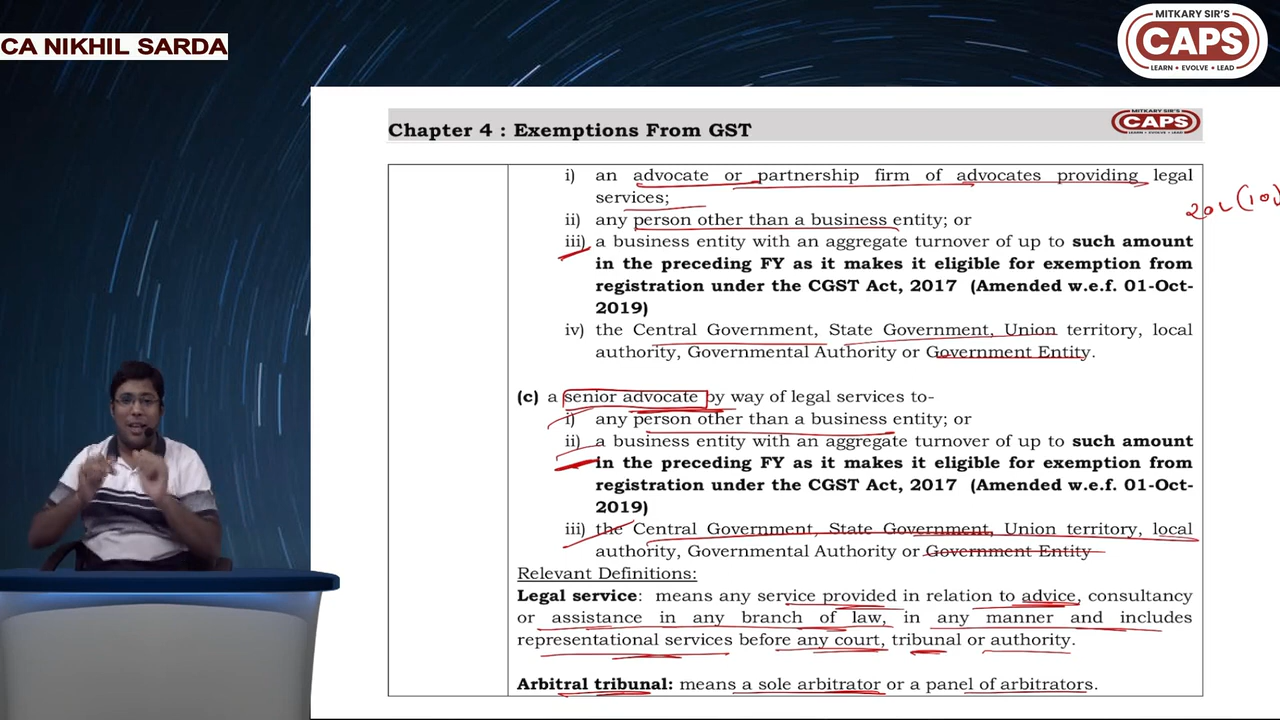 CA NIKHIL SARDA
MITKARY SIR'S
CAPS
LEARN • EVOLVE • LEAD
Chapter 4 : Exemptions From GST
MITKARY SIR'S
CAPS
LEARN • EVOLVE • LEAD
i) an advocate or partnership firm of advocates providing legal
services;
ii) any person other than a business entity; or
iii) a business entity with an aggregate turnover of up to such amount
in the preceding FY as it makes it eligible for exemption from
registration under the CGST Act, 2017 (Amended w.e.f. 01-Oct-
2019)
iv) the Central Government, State Government, Union territory, local
authority, Governmental Authority or Government Entity.
(c) a senior advocate by way of legal services to-
i) any person other than a business entity; or
ii) a business entity with an aggregate turnover of up to such amount
in the preceding FY as it makes it eligible for exemption from
registration under the CGST Act, 2017 (Amended w.e.f. 01-Oct-
2019)
iii) the Central Government, State Government, Union territory, local
authority, Governmental Authority or Government Entity
Relevant Definitions:
Legal service: means any service provided in relation to advice, consultancy
or assistance in any branch of law, in any manner and includes
representational services before any court, tribunal or authority.
Arbitral tribunal: means a sole arbitrator or a panel of arbitrators.